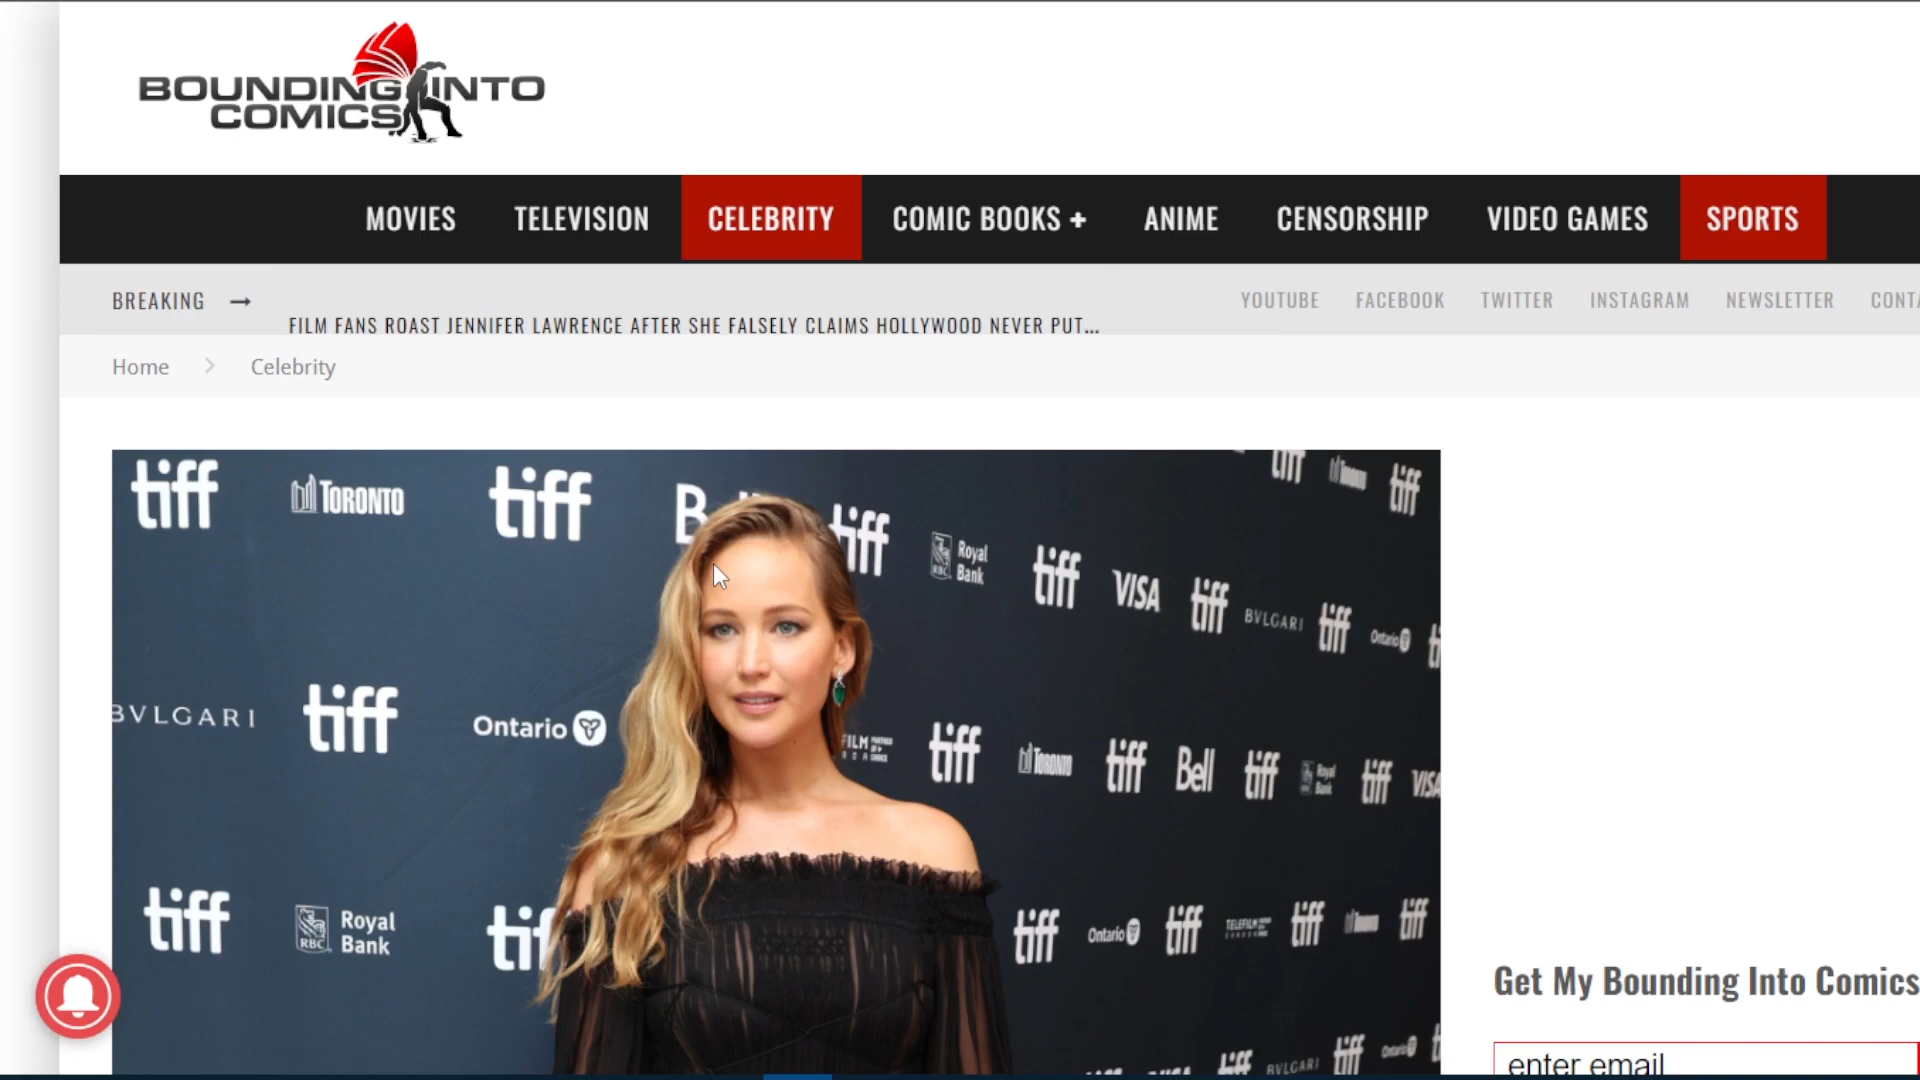 BOUNDING INTO
COMICS
MOVIES TELEVISION CELEBRITY COMIC BOOKS + ANIME CENSORSHIP VIDEO GAMES SPORTS
BREAKING → FILM FANS ROAST JENNIFER LAWRENCE AFTER SHE FALSELY CLAIMS HOLLYWOOD NEVER PUT...
YOUTUBE FACEBOOK TWITTER INSTAGRAM NEWSLETTER
Home > Celebrity
tiff TORONTO tiff tiff Royal Bank tiff VISA tiff BVLGARI tiff Ontario
tiff TORONTO tiff
BVLGARI tiff Ontario
tiff TORONTO tiff Bell tiff Royal Bank tiff VISA
tiff RBC Royal Bank
tiff Ontario tiff TELEFILM tiff tiff
tiff BVLGARI tiff Ontario
Get My Bounding Into Comics
enter email